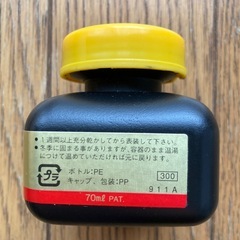 ●1週間以上充分乾かしてから表装して下さい。
●冬季に固まる事がありますが、容器のまま温湯
につけて温めていただければ元に戻ります。
プラ
ボトル:PE
キャップ、包装:PP
300
911A
70ml PAT.